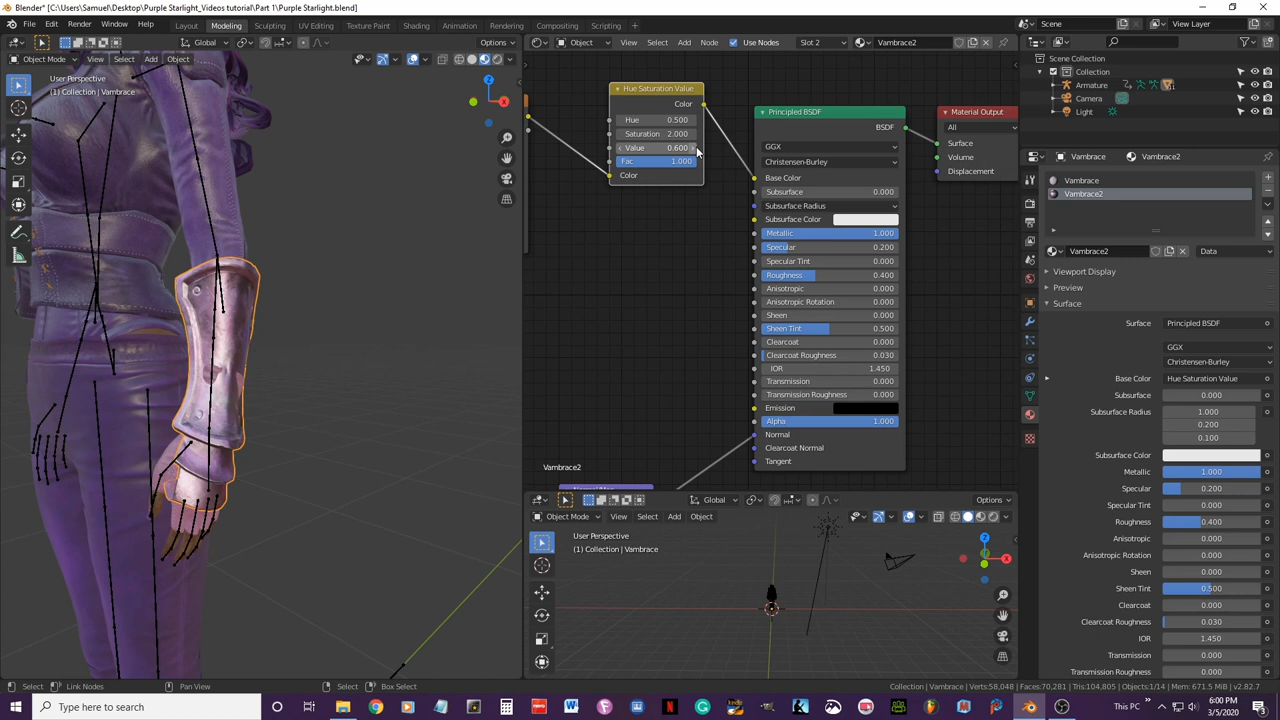 Blender* [C:\Users\Samuel\Desktop\Purple Starlight_Videos tutorial\Part 1\Purple Starlight.blend]
File Edit Render Window Help Layout Modeling Sculpting UV Editing Texture Paint Shading Animation Rendering Compositing Scripting Scene View Layer
Global Options
Object View Select Add Node Use Nodes Slot 2 Vambrace2
Object Mode View Select Add Object
User Perspective
(1) Collection | Vambrace
Hue Saturation Value
Color
Hue 0.500
Saturation 2.000
Value 0.600
Fac 1.000
Color
Principled BSDF
BSDF
GGX
Christensen-Burley
Base Color
Subsurface 0.000
Subsurface Radius
Subsurface Color
Metallic 1.000
Specular 0.200
Specular Tint 0.000
Roughness 0.400
Anisotropic 0.000
Anisotropic Rotation 0.000
Sheen 0.000
Sheen Tint 0.500
Clearcoat 0.000
Clearcoat Roughness 0.030
IOR 1.450
Transmission 0.000
Transmission Roughness 0.000
Emission
Alpha 1.000
Normal
Clearcoat Normal
Tangent
Material Output
All
Surface
Volume
Displacement
Vambrace2
Global Options
Object Mode View Select Add Object
User Perspective
(1) Collection | Vambrace
Scene Collection
Collection
Armature
Camera
Light
Vambrace Vambrace2
Vambrace
Vambrace2
Vambrace2 Data
Viewport Display
Preview
Surface
Surface Principled BSDF
GGX
Christensen-Burley
Base Color Hue Saturation Value
Subsurface 0.000
Subsurface Radius 1.000
0.200
0.100
Subsurface Color
Metallic 1.000
Specular 0.200
Specular Tint 0.000
Roughness 0.400
Anisotropic 0.000
Anisotropic Rotation 0.000
Sheen 0.000
Sheen Tint 0.500
Clearcoat 0.000
Clearcoat Roughness 0.030
IOR 1.450
Transmission 0.000
Transmission Roughness 0.000
Select Link Nodes Pan View Select Box Select Collection | Vambrace | Verts:58,048 | Faces:70,281 | Tris:104,805 | Objects:1/14 | Mem: 671.5 MiB | v2.82.7
Type here to search This PC 6:00 PM
3/5/2020